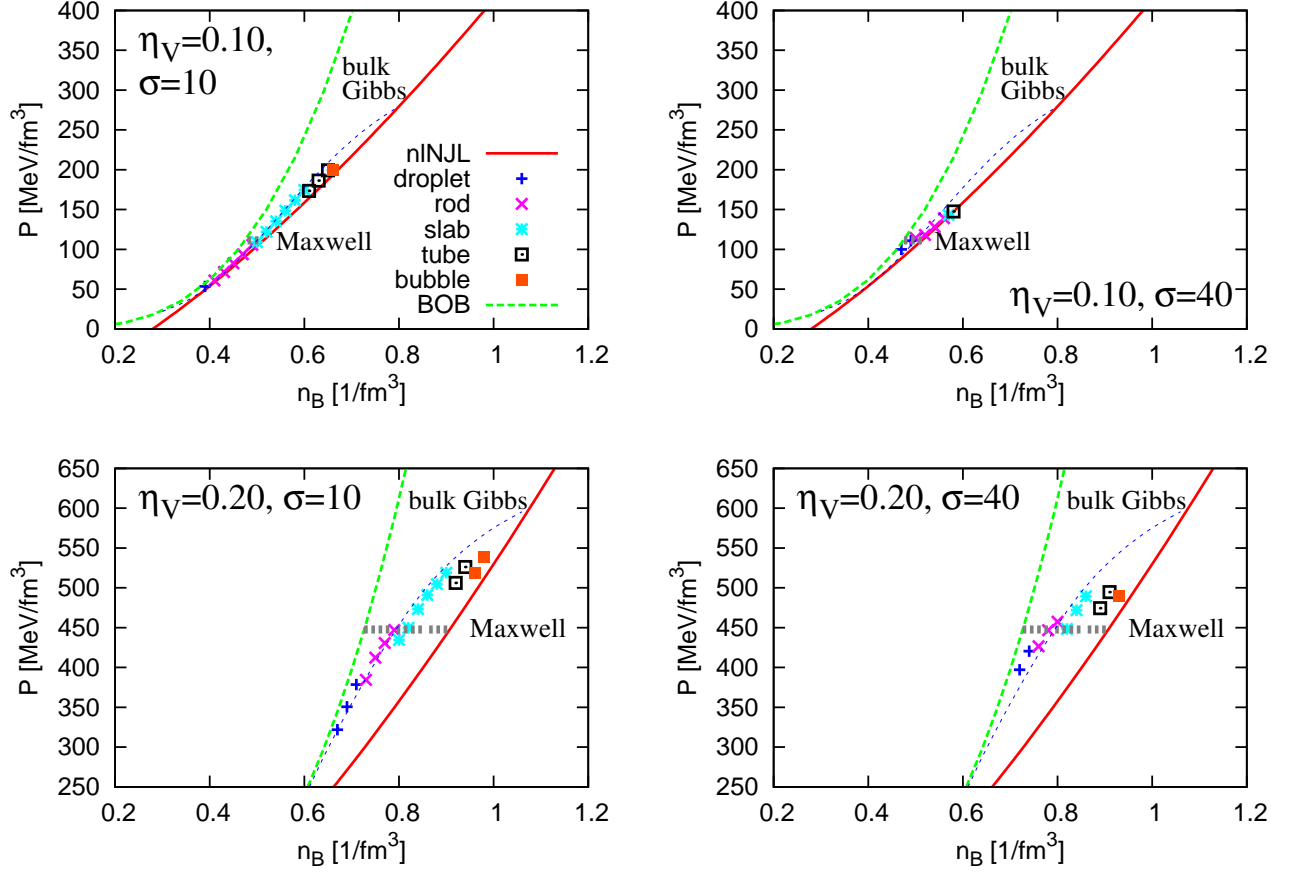 400
350
300
250
200
150
100
50
0
P [MeV/fm³]
η_V=0.10,
σ=10
bulk
Gibbs
Maxwell
nlNJL
droplet
rod
slab
tube
bubble
BOB
0.2 0.4 0.6 0.8 1 1.2
n_B [1/fm³]
400
350
300
250
200
150
100
50
0
P [MeV/fm³]
bulk
Gibbs
Maxwell
η_V=0.10, σ=40
0.2 0.4 0.6 0.8 1 1.2
n_B [1/fm³]
650
600
550
500
450
400
350
300
250
P [MeV/fm³]
η_V=0.20, σ=10
bulk Gibbs
Maxwell
0.2 0.4 0.6 0.8 1 1.2
n_B [1/fm³]
650
600
550
500
450
400
350
300
250
P [MeV/fm³]
η_V=0.20, σ=40
bulk Gibbs
Maxwell
0.2 0.4 0.6 0.8 1 1.2
n_B [1/fm³]